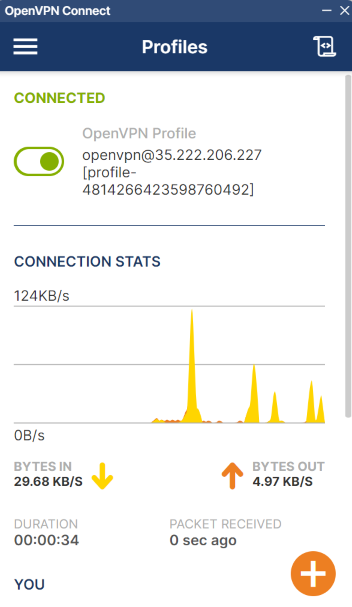 OpenVPN Connect
Profiles
CONNECTED
OpenVPN Profile
openvpn@35.222.206.227
[profile-
4814266423598760492]
CONNECTION STATS
124KB/s
0B/s
BYTES IN
29.68 KB/S
BYTES OUT
4.97 KB/S
DURATION
00:00:34
PACKET RECEIVED
0 sec ago
YOU